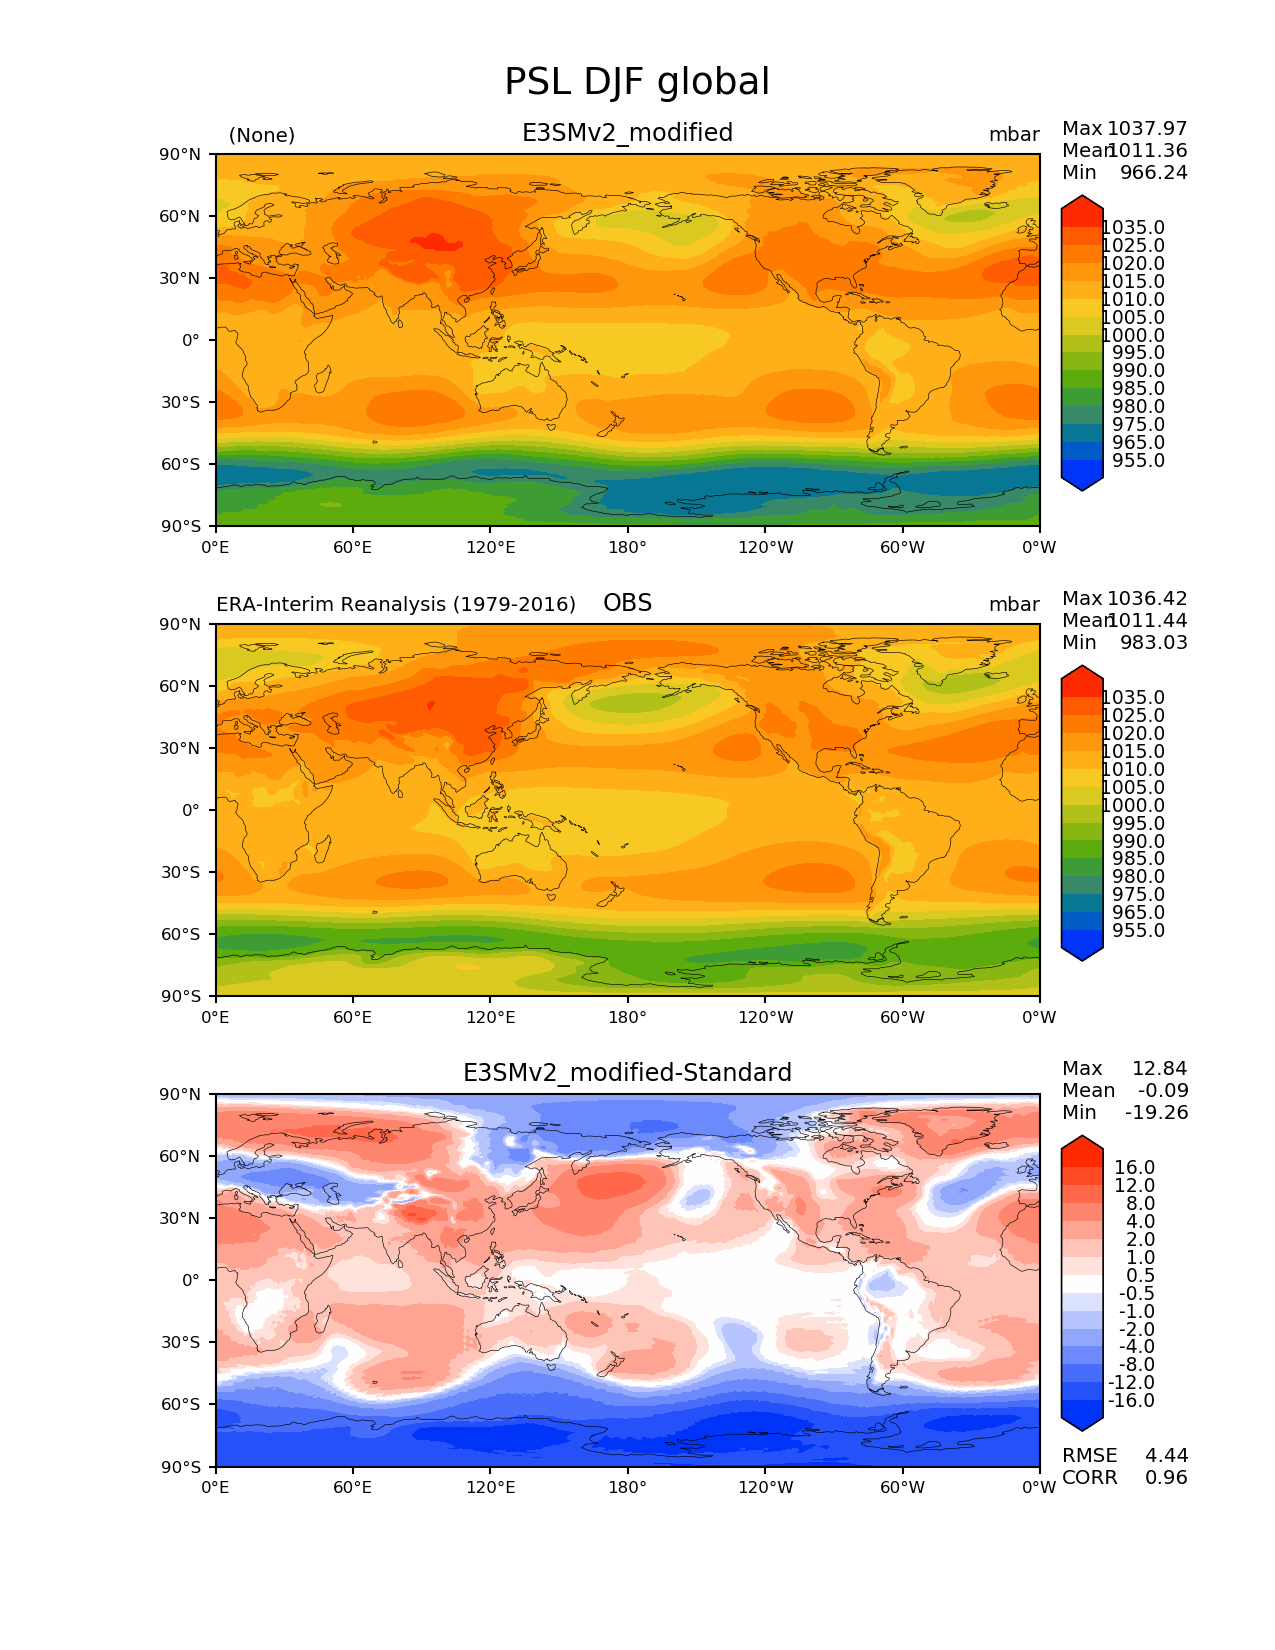 PSL DJF global
(None) E3SMv2_modified mbar
Max 1037.97
Mean 1011.36
Min 966.24
90°N
60°N
30°N
0°
30°S
60°S
90°S
0°E 60°E 120°E 180° 120°W 60°W 0°W
1035.0
1025.0
1020.0
1015.0
1010.0
1005.0
1000.0
995.0
990.0
985.0
980.0
975.0
965.0
955.0
ERA-Interim Reanalysis (1979-2016) OBS mbar
Max 1036.42
Mean 1011.44
Min 983.03
90°N
60°N
30°N
0°
30°S
60°S
90°S
0°E 60°E 120°E 180° 120°W 60°W 0°W
1035.0
1025.0
1020.0
1015.0
1010.0
1005.0
1000.0
995.0
990.0
985.0
980.0
975.0
965.0
955.0
E3SMv2_modified-Standard
Max 12.84
Mean -0.09
Min -19.26
90°N
60°N
30°N
0°
30°S
60°S
90°S
0°E 60°E 120°E 180° 120°W 60°W 0°W
16.0
12.0
8.0
4.0
2.0
1.0
0.5
-0.5
-1.0
-2.0
-4.0
-8.0
-12.0
-16.0
RMSE 4.44
CORR 0.96